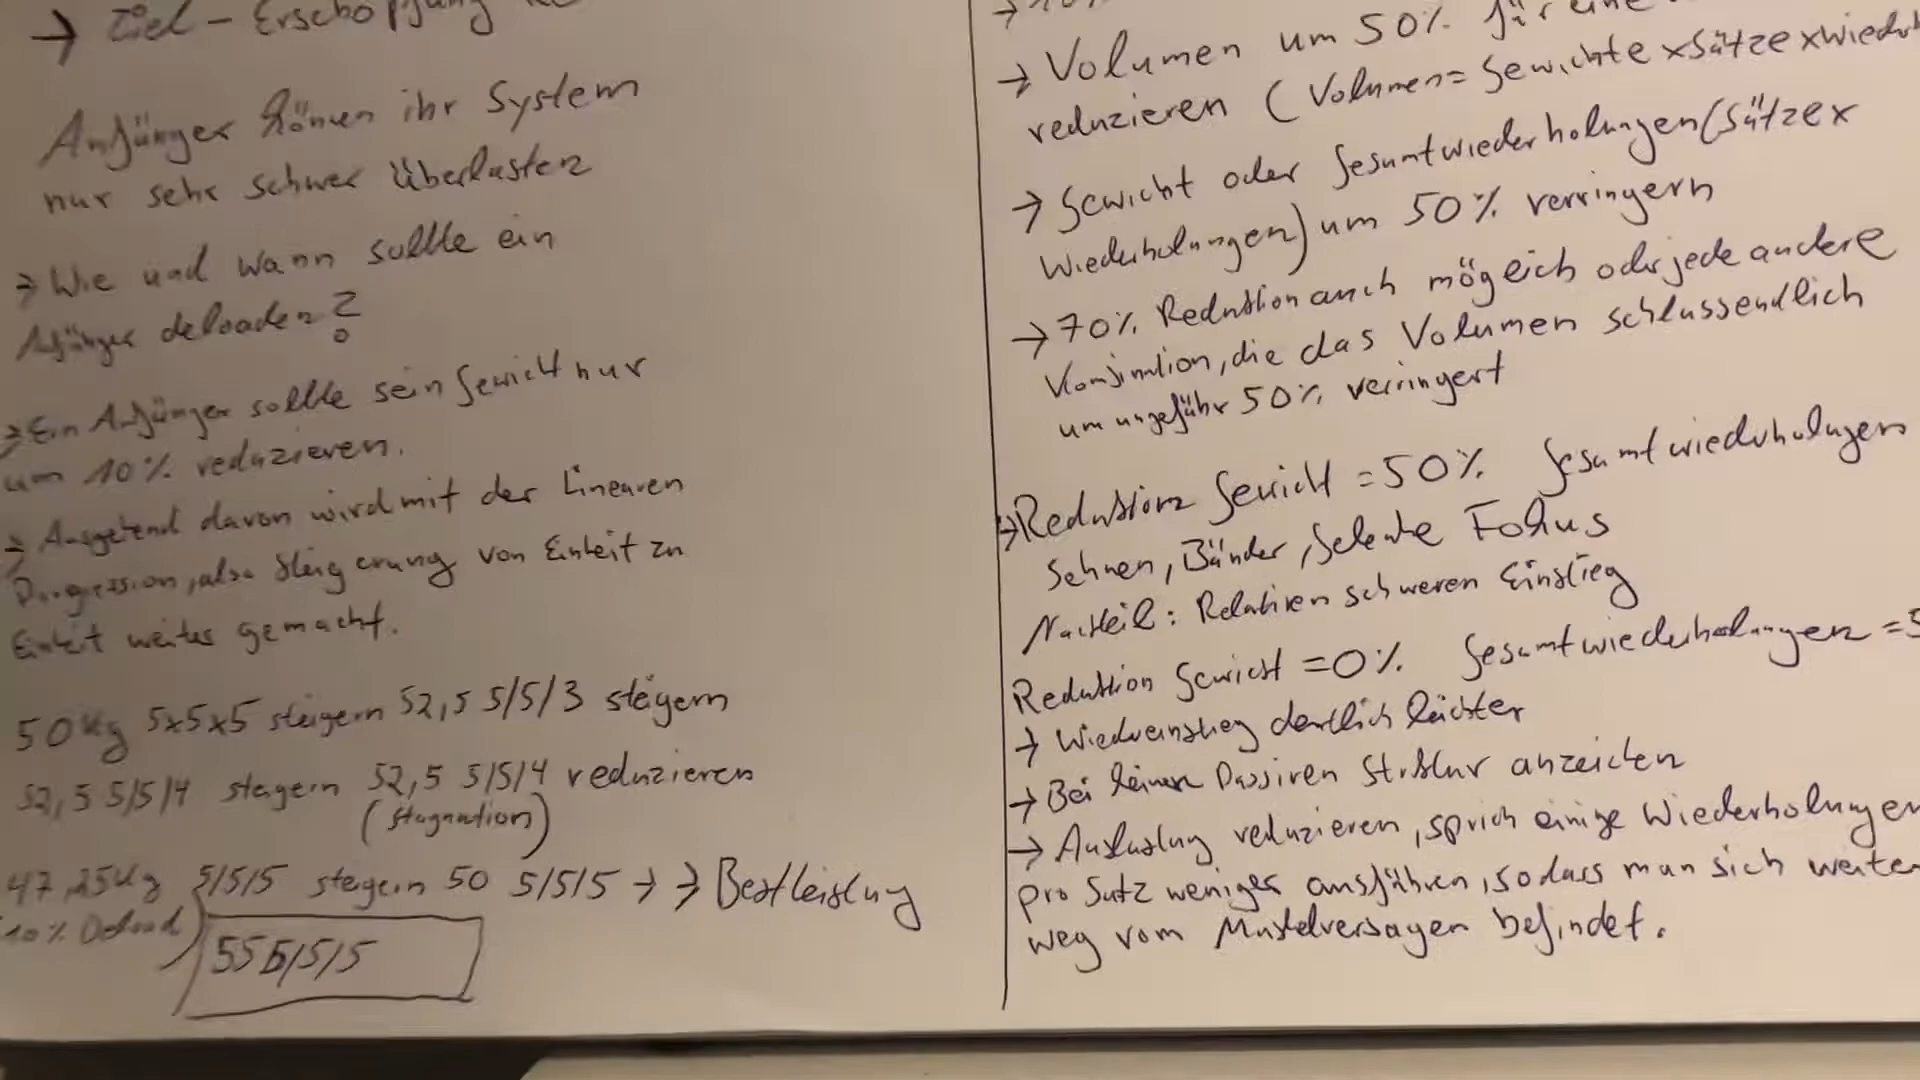 → Ziel - Erschöpfung
Anfänger können ihr System
nur sehr schwer überlasten
→ Wie und wann sollte ein
Anfänger deloaden?
→ Ein Anfänger sollte sein Gewicht nur
um 10% reduzieren.
→ Ausgehend davon wird mit der Linearen
Progression, also Steigerung von Einheit zu
Einheit weiter gemacht.
50kg 5x5x5 steigern 52,5 5/5/3 steigern
52,5 5/5/4 steigern 52,5 5/5/4 reduzieren
(Stagnation)
47,25kg 5/5/5 steigern 50 5/5/5 → → Bestleistung
10% Deload
55 5/5/5
→ Volumen um 50% für eine
reduzieren (Volumen = Gewichte x Sätze x Wiederh
→ Gewicht oder Gesamtwiederholungen (Sätze x
Wiederholungen) um 50% verringern
→ 70% Reduktion auch möglich oder jede andere
Kombination, die das Volumen schlussendlich
um ungefähr 50% verringert
→ Reduktion Gewicht = 50% Gesamtwiederholungen
Sehnen, Bänder, Gelenke Fokus
Nachteil: Relativen schweren Einstieg
Reduktion Gewicht = 0% Gesamtwiederholungen = 5
→ Wiedereinstieg deutlich leichter
→ Bei keinen Passiven Struktur anzeichen
→ Auslastung reduzieren, sprich einige Wiederholungen
pro Satz weniger ausführen, sodass man sich weiter
weg vom Muskelversagen befindet.